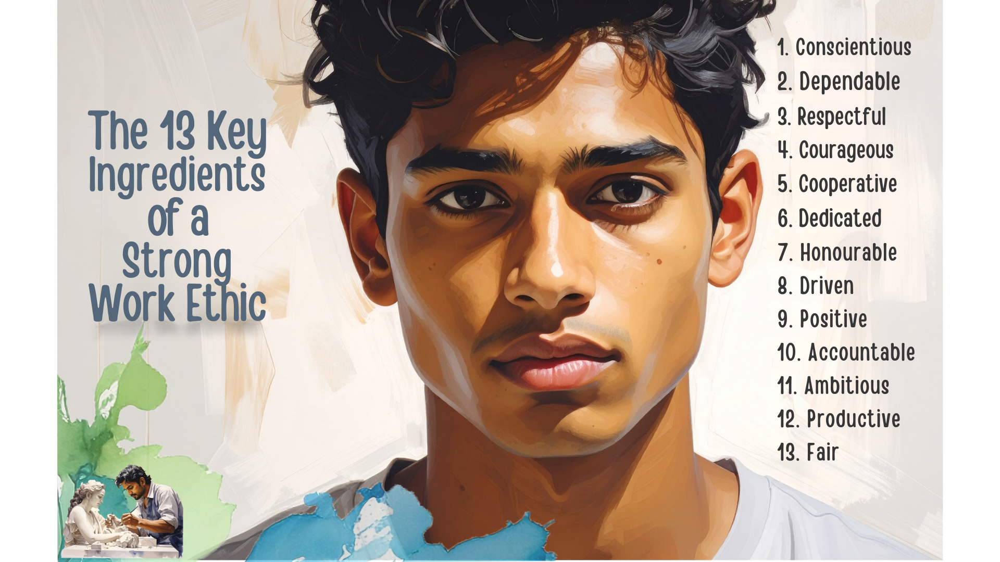 The 13 Key
Ingredients
of a
Strong
Work Ethic
1. Conscientious
2. Dependable
3. Respectful
4. Courageous
5. Cooperative
6. Dedicated
7. Honourable
8. Driven
9. Positive
10. Accountable
11. Ambitious
12. Productive
13. Fair